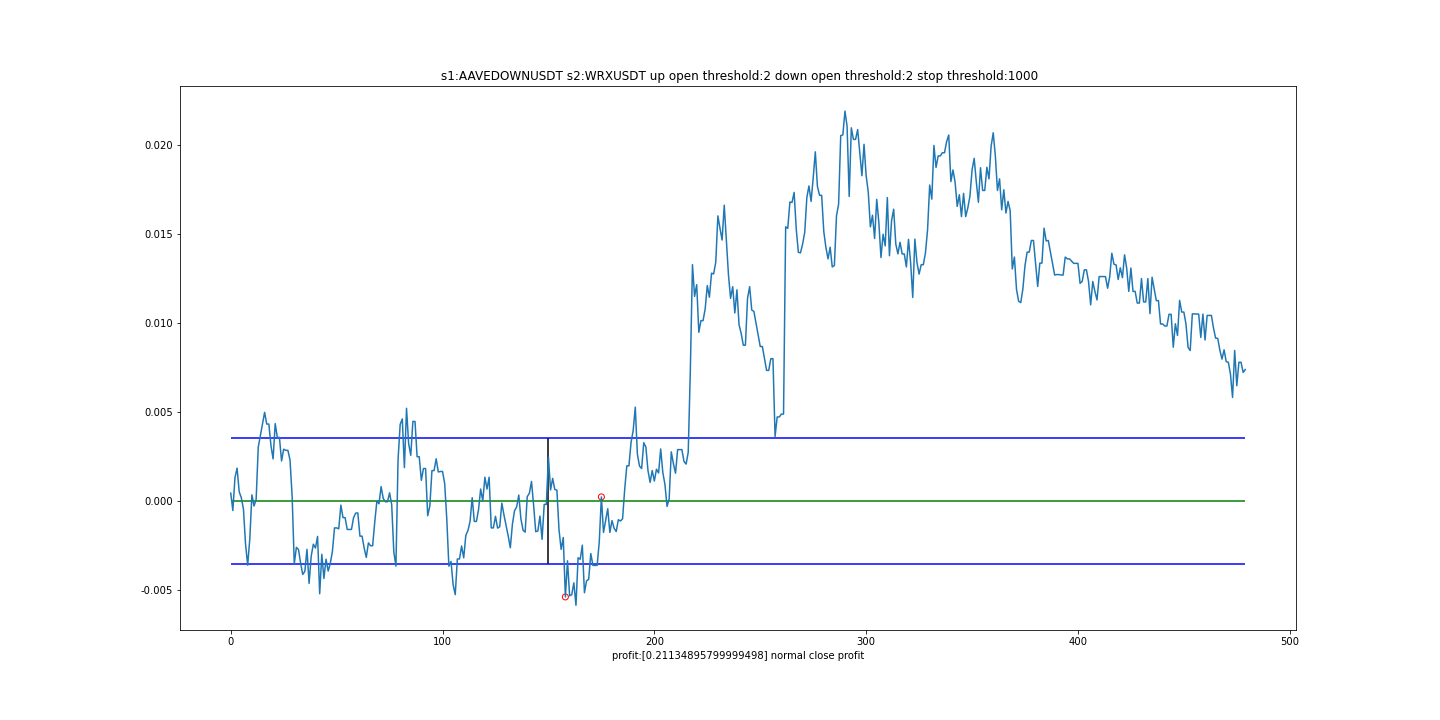 s1:AAVEDOWNUSDT s2:WRXUSDT up open threshold:2 down open threshold:2 stop threshold:1000
0.020
0.015
0.010
0.005
0.000
-0.005
0 100 200 300 400 500
profit:[0.21134895799999498] normal close profit